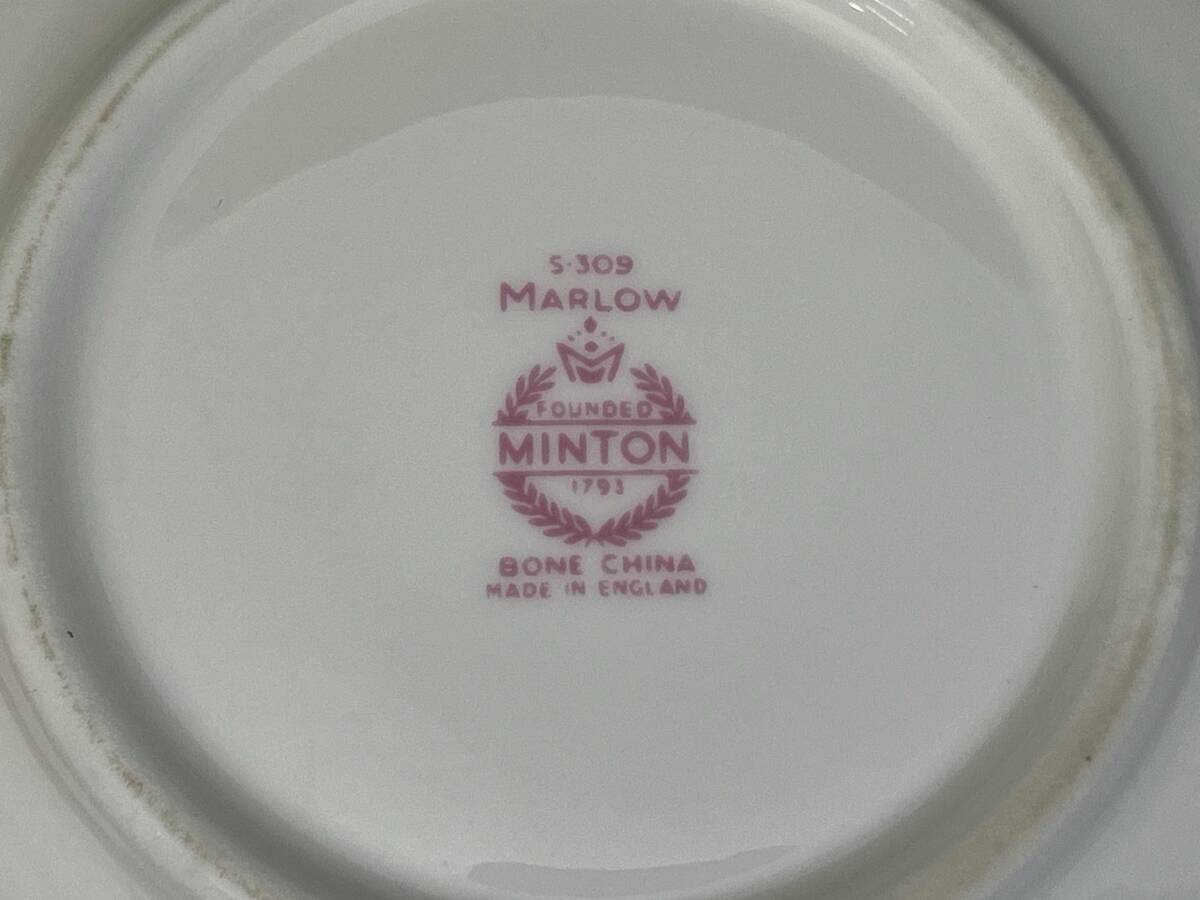 S·309
MARLOW
FOUNDED
MINTON
1793
BONE CHINA
MADE IN ENGLAND